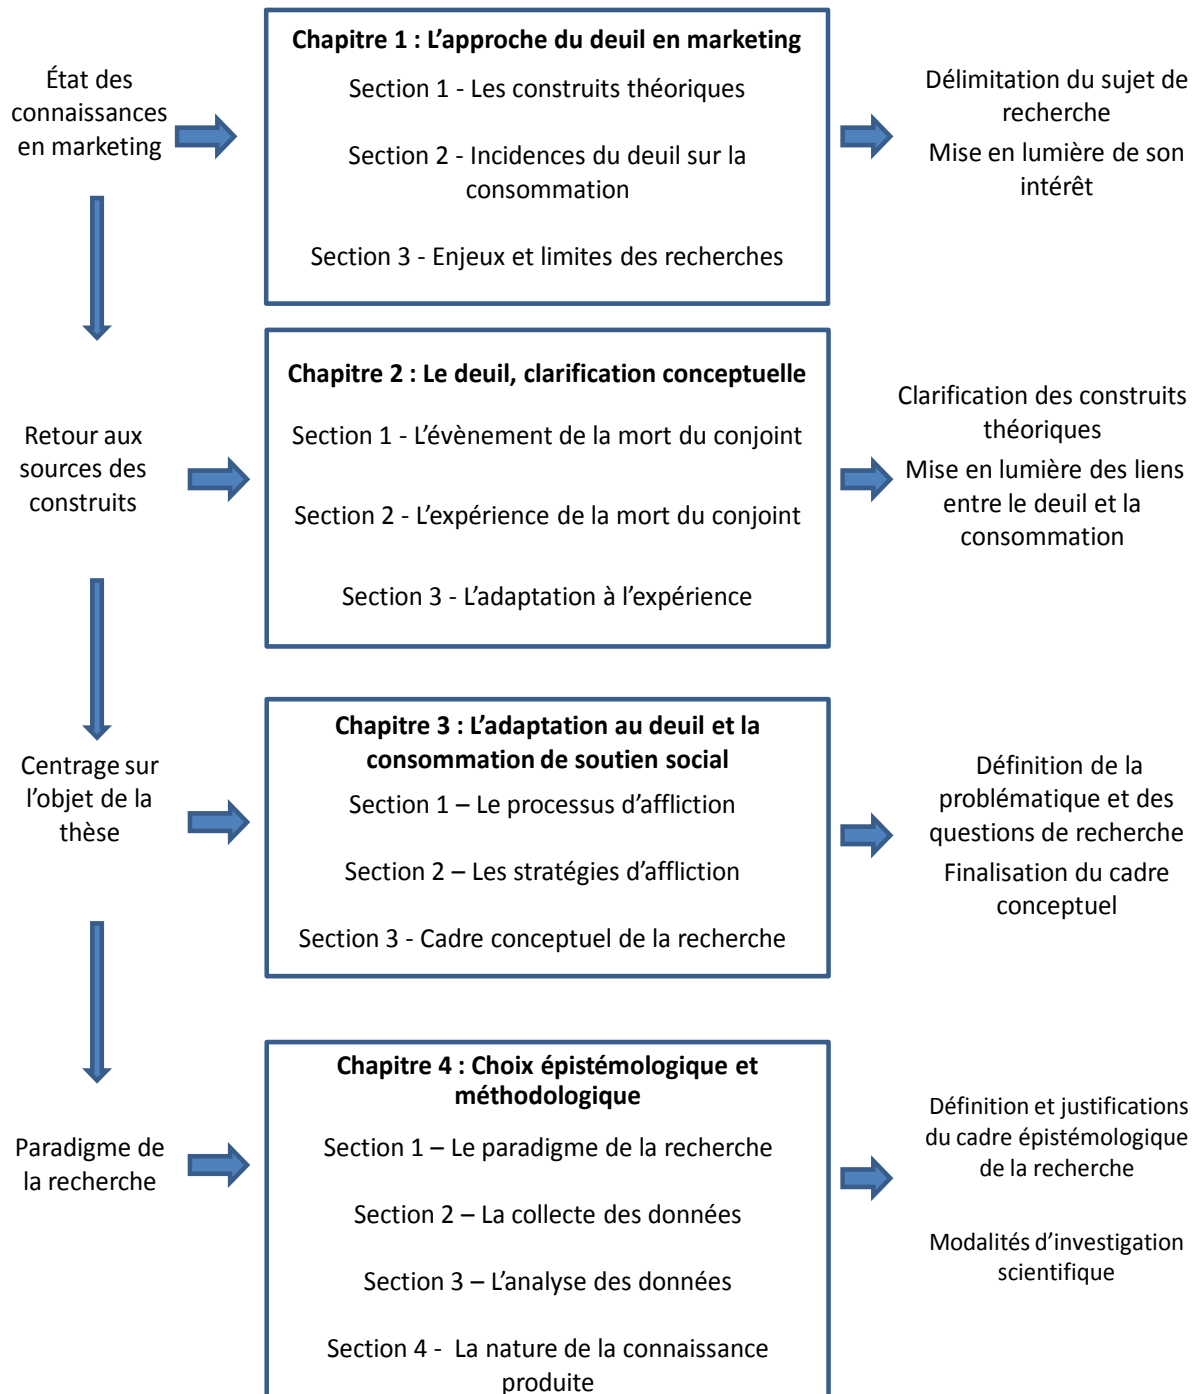 État des
connaissances
en marketing
Chapitre 1 : L'approche du deuil en marketing
Section 1 - Les construits théoriques
Section 2 - Incidences du deuil sur la
consommation
Section 3 - Enjeux et limites des recherches
Délimitation du sujet de
recherche
Mise en lumière de son
intérêt
Retour aux
sources des
construits
Chapitre 2 : Le deuil, clarification conceptuelle
Section 1 - L'évènement de la mort du conjoint
Section 2 - L'expérience de la mort du conjoint
Section 3 - L'adaptation à l'expérience
Clarification des construits
théoriques
Mise en lumière des liens
entre le deuil et la
consommation
Centrage sur
l'objet de la
thèse
Chapitre 3 : L'adaptation au deuil et la
consommation de soutien social
Section 1 – Le processus d'affliction
Section 2 – Les stratégies d'affliction
Section 3 - Cadre conceptuel de la recherche
Définition de la
problématique et des
questions de recherche
Finalisation du cadre
conceptuel
Paradigme de
la recherche
Chapitre 4 : Choix épistémologique et
méthodologique
Section 1 – Le paradigme de la recherche
Section 2 – La collecte des données
Section 3 – L'analyse des données
Section 4 - La nature de la connaissance
produite
Définition et justifications
du cadre épistémologique
de la recherche
Modalités d'investigation
scientifique